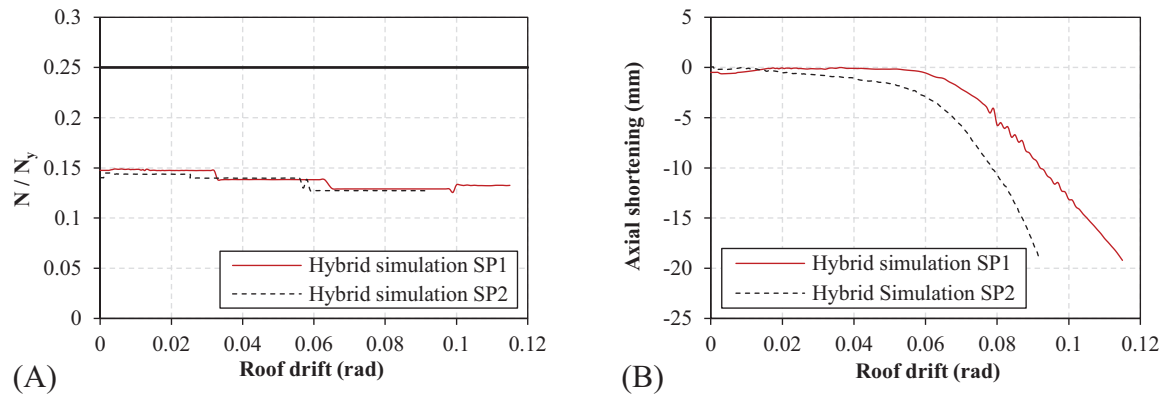 0.3
0.25
0.2
0.15
0.1
0.05
0
N / Ny
Hybrid simulation SP1
Hybrid simulation SP2
0 0.02 0.04 0.06 0.08 0.1 0.12
Roof drift (rad)
(A)
5
0
-5
-10
-15
-20
-25
Axial shortening (mm)
Hybrid simulation SP1
Hybrid Simulation SP2
0 0.02 0.04 0.06 0.08 0.1 0.12
Roof drift (rad)
(B)